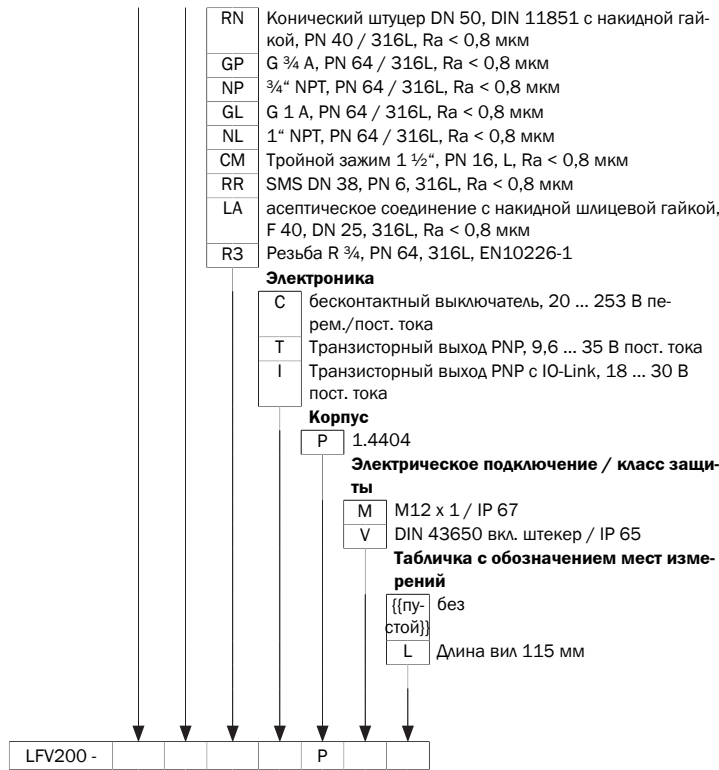 RN Конический штуцер DN 50, DIN 11851 с накидной гай-
кой, PN 40 / 316L, Ra < 0,8 мкм
GP G ¾ A, PN 64 / 316L, Ra < 0,8 мкм
NP ¾“ NPT, PN 64 / 316L, Ra < 0,8 мкм
GL G 1 A, PN 64 / 316L, Ra < 0,8 мкм
NL 1“ NPT, PN 64 / 316L, Ra < 0,8 мкм
CM Тройной зажим 1 ½“, PN 16, L, Ra < 0,8 мкм
RR SMS DN 38, PN 6, 316L, Ra < 0,8 мкм
LA асептическое соединение с накидной шлицевой гайкой,
F 40, DN 25, 316L, Ra < 0,8 мкм
R3 Резьба R ¾, PN 64, 316L, EN10226-1
Электроника
C бесконтактный выключатель, 20 ... 253 В пе-
рем./пост. тока
T Транзисторный выход PNP, 9,6 ... 35 В пост. тока
I Транзисторный выход PNP с IO-Link, 18 ... 30 В
пост. тока
Корпус
P 1.4404
Электрическое подключение / класс защи-
ты
M M12 x 1 / IP 67
V DIN 43650 вкл. штекер / IP 65
Табличка с обозначением мест изме-
рений
{{пу- без
стой}}
L Длина вил 115 мм
LFV200 - P